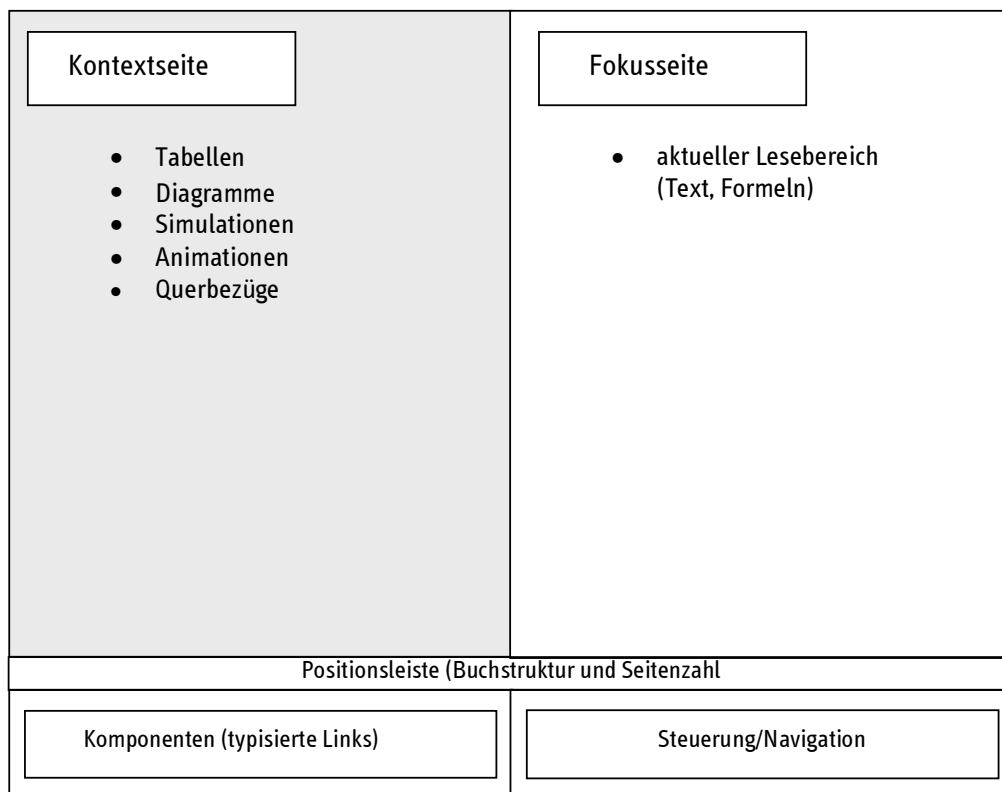 Kontextseite
• Tabellen
• Diagramme
• Simulationen
• Animationen
• Querbezüge
Fokusseite
• aktueller Lesebereich
(Text, Formeln)
Positionsleiste (Buchstruktur und Seitenzahl
Komponenten (typisierte Links)
Steuerung/Navigation